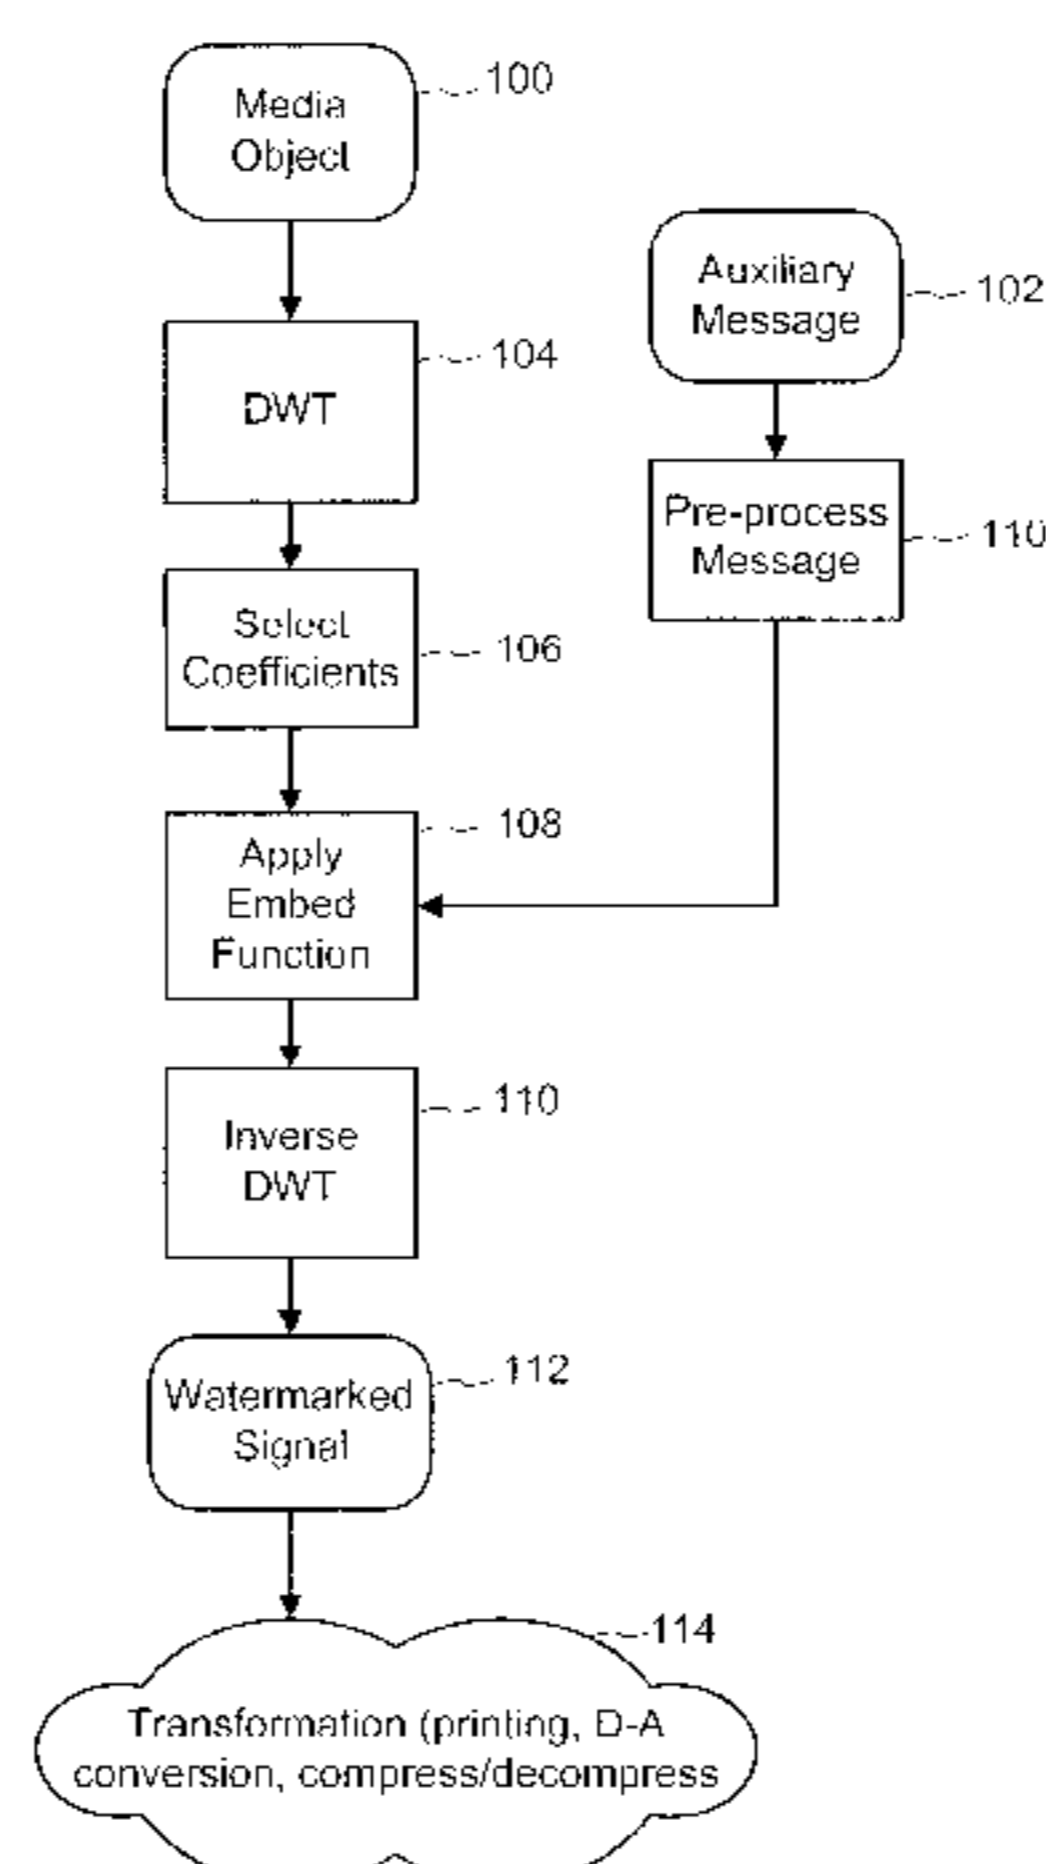 Media
Object
100
Auxiliary
Message
102
DWT
104
Pre-process
Message
110
Select
Coefficients
106
Apply
Embed
Function
108
Inverse
DWT
110
Watermarked
Signal
112
114
Transformation (printing, D-A
conversion, compress/decompress